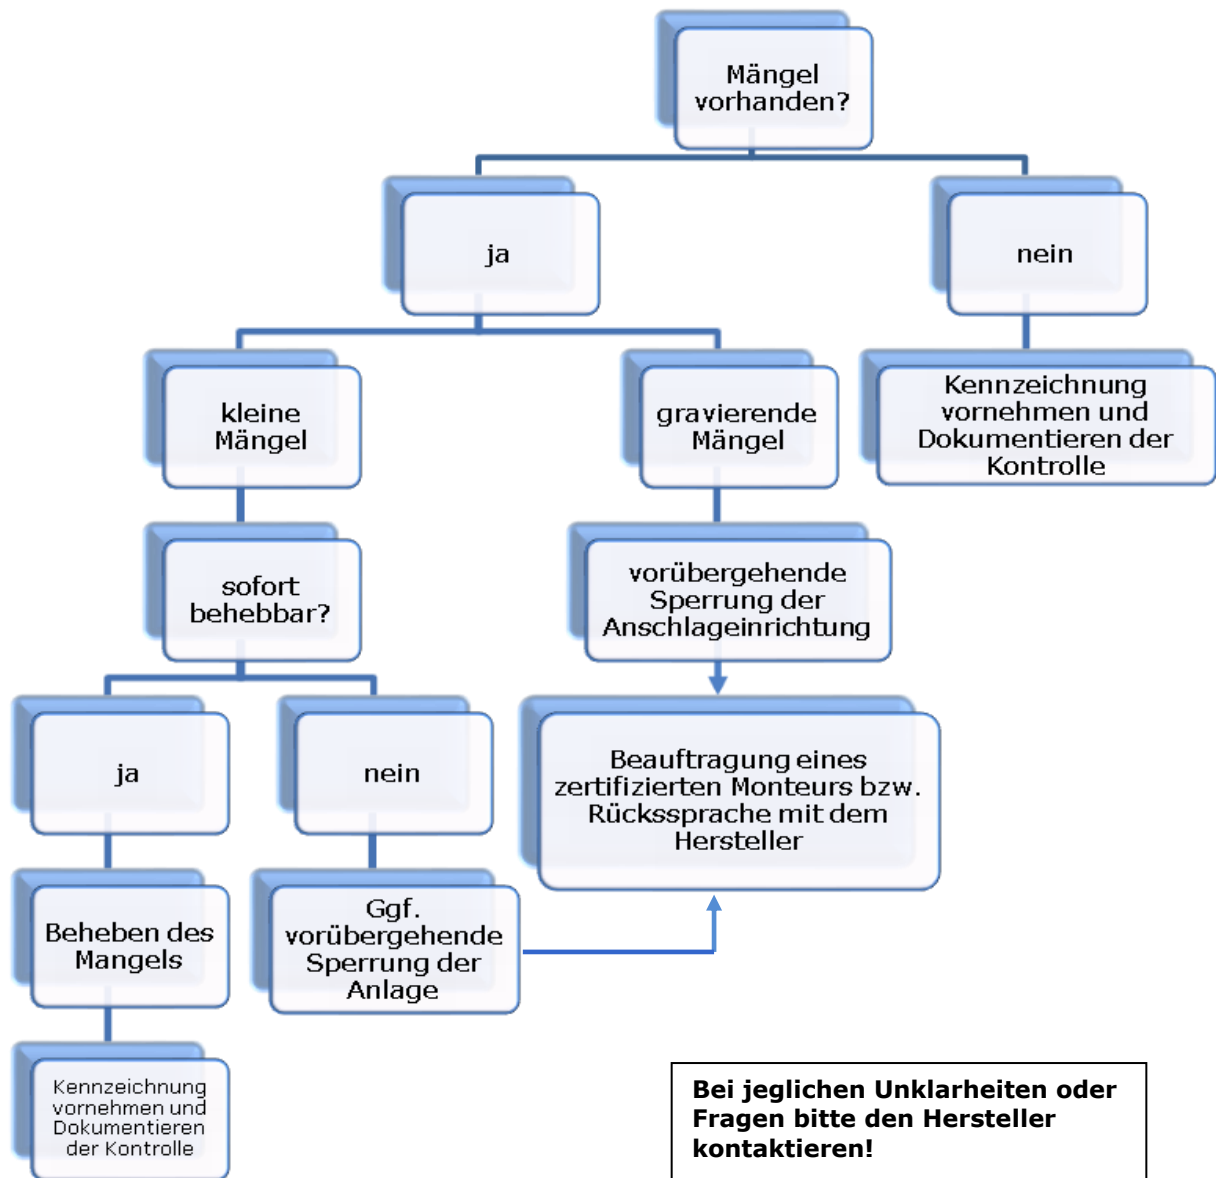 Mängel
vorhanden?
ja
nein
kleine
Mängel
gravierende
Mängel
Kennzeichnung
vornehmen und
Dokumentieren der
Kontrolle
sofort
behebbar?
vorübergehende
Sperrung der
Anschlageinrichtung
ja
nein
Beauftragung eines
zertifizierten Monteurs bzw.
Rückssprache mit dem
Hersteller
Beheben des
Mangels
Ggf.
vorübergehende
Sperrung der
Anlage
Kennzeichnung
vornehmen und
Dokumentieren
der Kontrolle
Bei jeglichen Unklarheiten oder
Fragen bitte den Hersteller
kontaktieren!